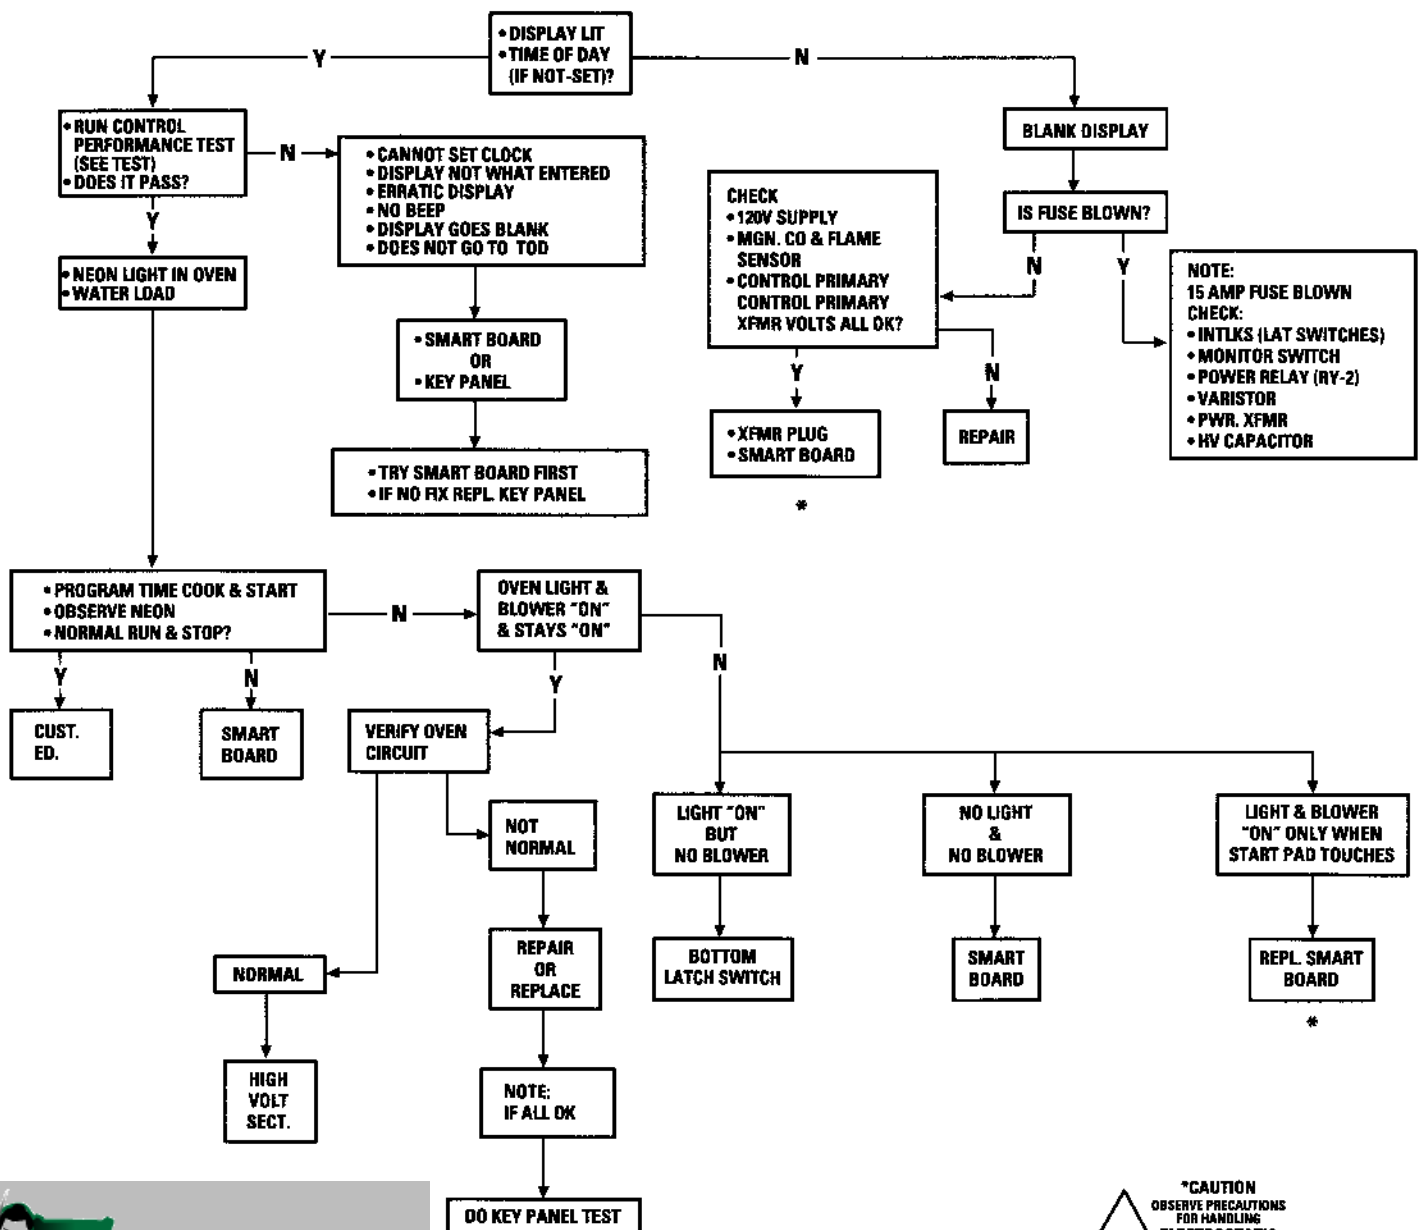 • DISPLAY LIT
• TIME OF DAY
(IF NOT-SET)?
Y
N
• RUN CONTROL
PERFORMANCE TEST
(SEE TEST)
• DOES IT PASS?
N
Y
• CANNOT SET CLOCK
• DISPLAY NOT WHAT ENTERED
• ERRATIC DISPLAY
• NO BEEP
• DISPLAY GOES BLANK
• DOES NOT GO TO TOD
• SMART BOARD
OR
• KEY PANEL
• TRY SMART BOARD FIRST
• IF NO FIX REPL. KEY PANEL
• NEON LIGHT IN OVEN
• WATER LOAD
BLANK DISPLAY
IS FUSE BLOWN?
N
Y
CHECK
• 120V SUPPLY
• MGN. CO & FLAME
SENSOR
• CONTROL PRIMARY
CONTROL PRIMARY
XFMR VOLTS ALL OK?
Y
N
• XFMR PLUG
• SMART BOARD
*
REPAIR
NOTE:
15 AMP FUSE BLOWN
CHECK:
• INTLKS (LAT SWITCHES)
• MONITOR SWITCH
• POWER RELAY (RY-2)
• VARISTOR
• PWR. XFMR
• HV CAPACITOR
• PROGRAM TIME COOK & START
• OBSERVE NEON
• NORMAL RUN & STOP?
N
Y
N
CUST.
ED.
SMART
BOARD
OVEN LIGHT &
BLOWER "ON"
& STAYS "ON"
Y
N
VERIFY OVEN
CIRCUIT
NOT
NORMAL
NORMAL
HIGH
VOLT
SECT.
REPAIR
OR
REPLACE
NOTE:
IF ALL OK
DO KEY PANEL TEST
LIGHT "ON"
BUT
NO BLOWER
BOTTOM
LATCH SWITCH
NO LIGHT
&
NO BLOWER
SMART
BOARD
LIGHT & BLOWER
"ON" ONLY WHEN
START PAD TOUCHES
REPL. SMART
BOARD
*
*CAUTION
OBSERVE PRECAUTIONS
FOR HANDLING